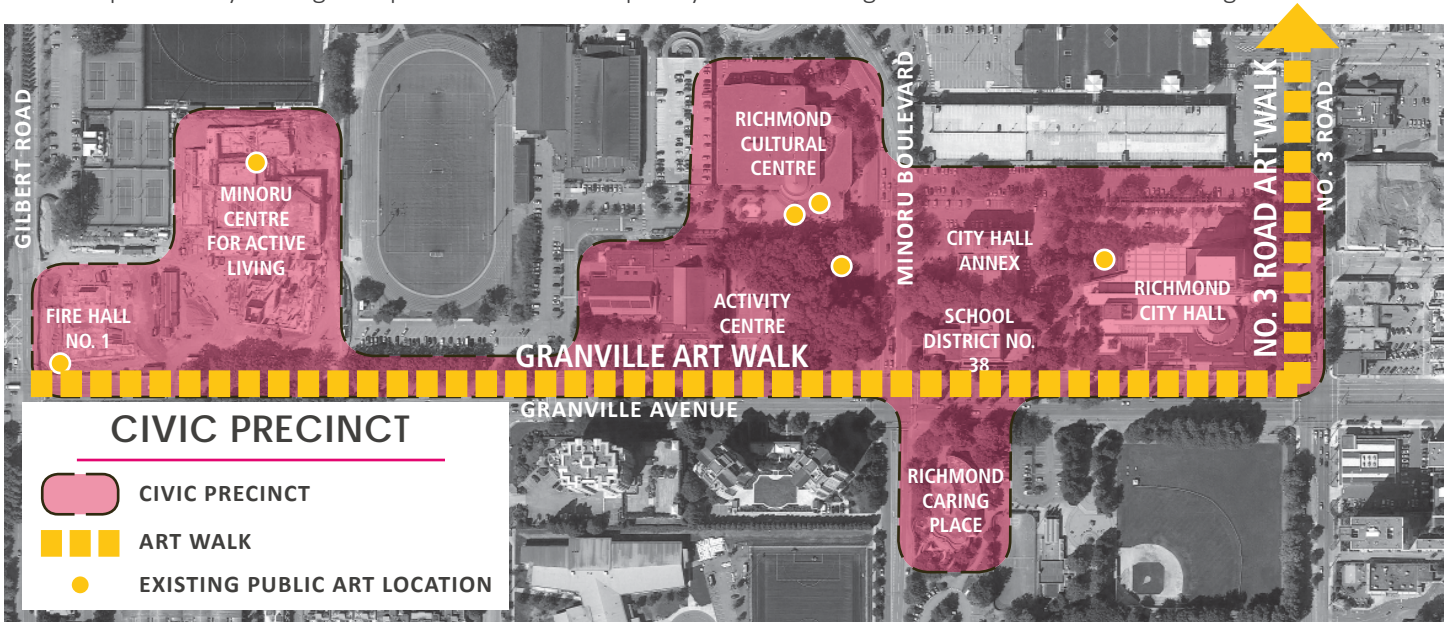 GILBERT ROAD
MINORU
CENTRE
FOR ACTIVE
LIVING
FIRE HALL
NO. 1
RICHMOND
CULTURAL
CENTRE
ACTIVITY
CENTRE
MINORU BOULEVARD
CITY HALL
ANNEX
SCHOOL
DISTRICT NO.
38
RICHMOND
CITY HALL
NO. 3 ROAD ART WALK
NO. 3 ROAD
GRANVILLE ART WALK
GRANVILLE AVENUE
RICHMOND
CARING
PLACE
CIVIC PRECINCT
CIVIC PRECINCT
ART WALK
EXISTING PUBLIC ART LOCATION